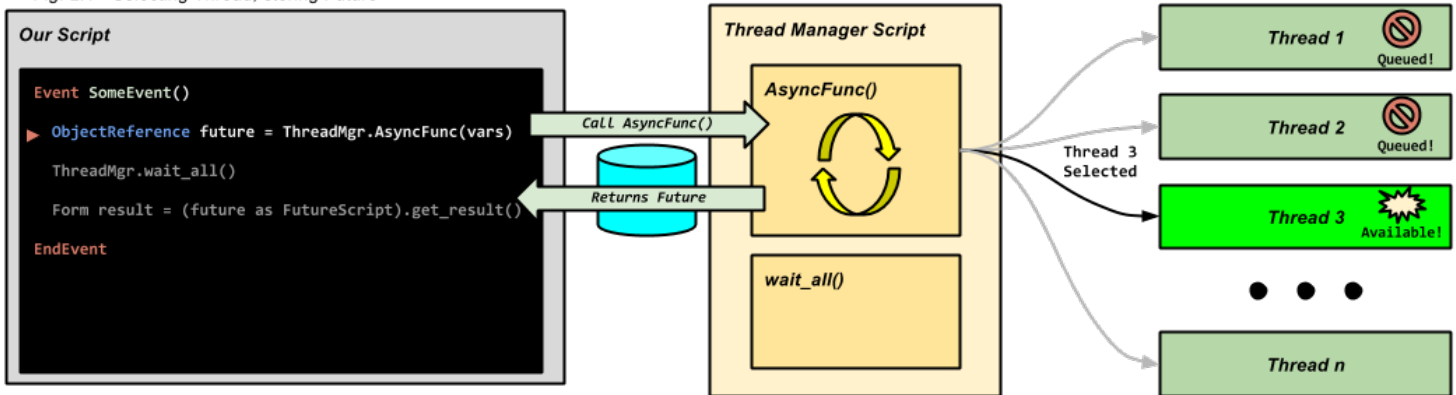 Our Script
Event SomeEvent()
ObjectReference future = ThreadMgr.AsyncFunc(vars)
ThreadMgr.wait_all()
Form result = (future as FutureScript).get_result()
EndEvent
Call AsyncFunc()
Returns Future
Thread Manager Script
AsyncFunc()
wait_all()
Thread 3
Selected
Thread 1
Queued!
Thread 2
Queued!
Thread 3
Available!
Thread n